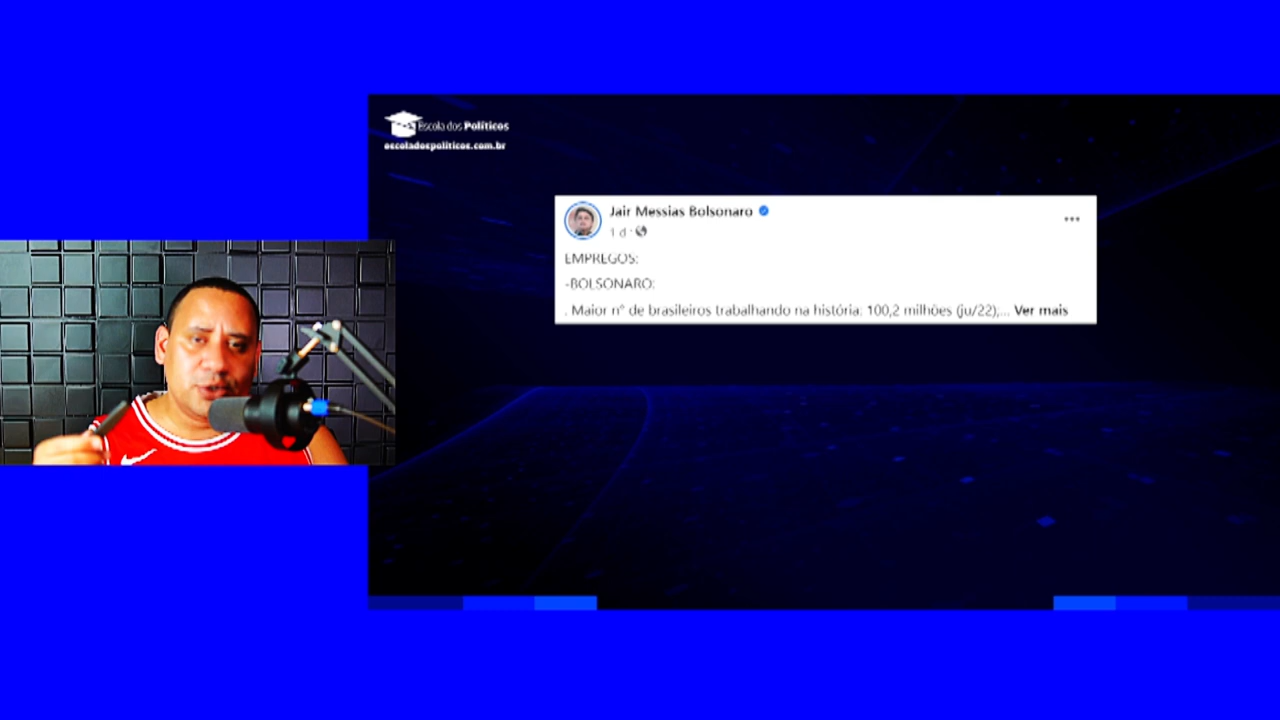 Escola dos Políticos
escoladospoliticos.com.br
Jair Messias Bolsonaro
1 d ·
EMPREGOS:
-BOLSONARO:
. Maior nº de brasileiros trabalhando na história: 100,2 milhões (ju/22),... Ver mais